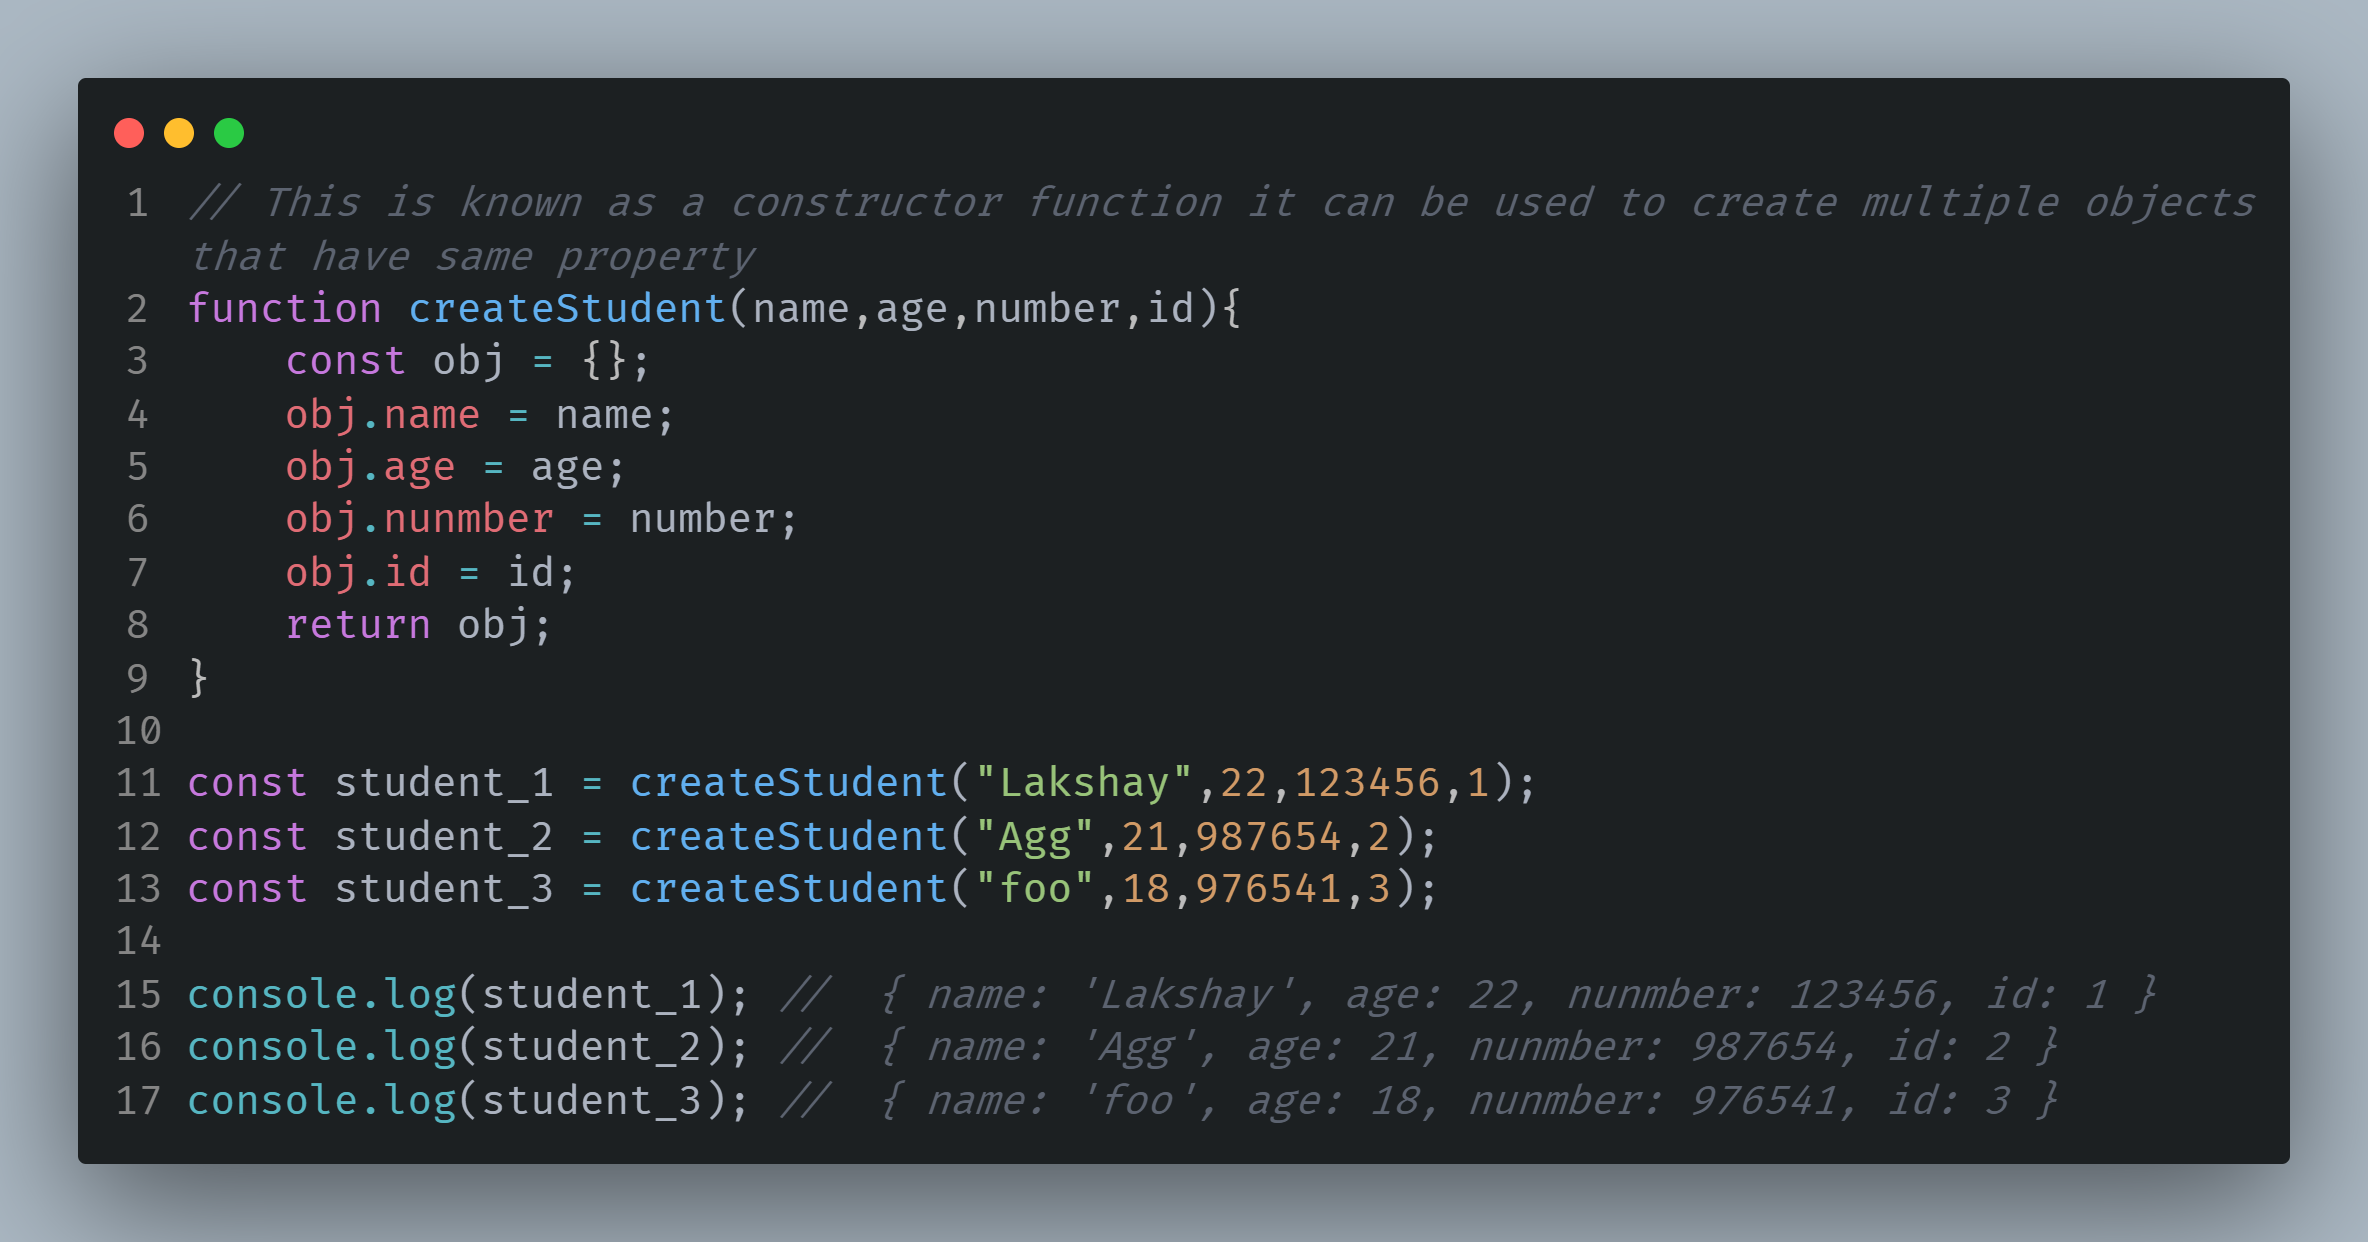 1 // This is known as a constructor function it can be used to create multiple objects
that have same property
2 function createStudent(name,age,number,id){
3     const obj = {};
4     obj.name = name;
5     obj.age = age;
6     obj.nunmber = number;
7     obj.id = id;
8     return obj;
9 }
10
11 const student_1 = createStudent("Lakshay",22,123456,1);
12 const student_2 = createStudent("Agg",21,987654,2);
13 const student_3 = createStudent("foo",18,976541,3);
14
15 console.log(student_1); //  { name: 'Lakshay', age: 22, nunmber: 123456, id: 1 }
16 console.log(student_2); //  { name: 'Agg', age: 21, nunmber: 987654, id: 2 }
17 console.log(student_3); //  { name: 'foo', age: 18, nunmber: 976541, id: 3 }